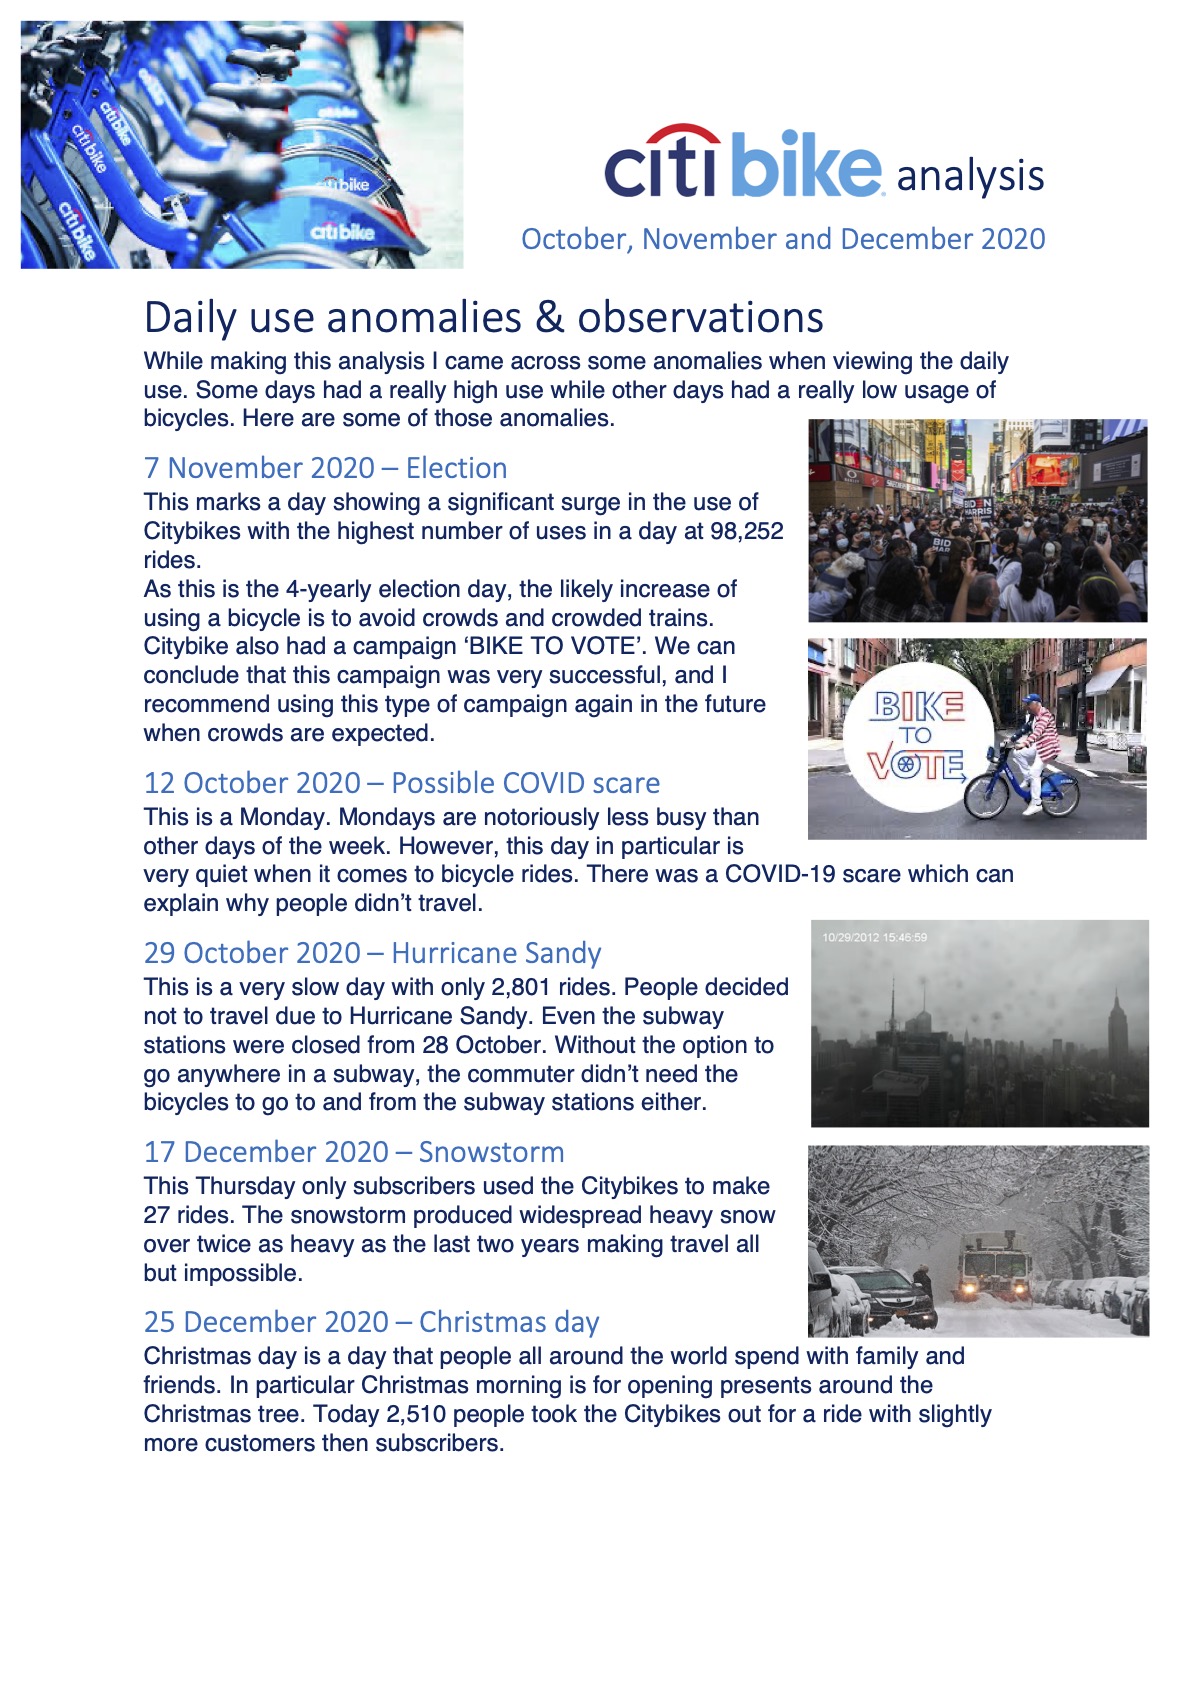 citi bike
citi bike
citi bike
citi bike
citi bike
citi bike analysis
October, November and December 2020
Daily use anomalies & observations
While making this analysis I came across some anomalies when viewing the daily
use. Some days had a really high use while other days had a really low usage of
bicycles. Here are some of those anomalies.
7 November 2020 – Election
This marks a day showing a significant surge in the use of
Citybikes with the highest number of uses in a day at 98,252
rides.
As this is the 4-yearly election day, the likely increase of
using a bicycle is to avoid crowds and crowded trains.
Citybike also had a campaign ‘BIKE TO VOTE’. We can
conclude that this campaign was very successful, and I
recommend using this type of campaign again in the future
when crowds are expected.
BIDEN
HARRIS
BID
HAR
BIKE
TO
VOTE
12 October 2020 – Possible COVID scare
This is a Monday. Mondays are notoriously less busy than
other days of the week. However, this day in particular is
very quiet when it comes to bicycle rides. There was a COVID-19 scare which can
explain why people didn’t travel.
29 October 2020 – Hurricane Sandy
This is a very slow day with only 2,801 rides. People decided
not to travel due to Hurricane Sandy. Even the subway
stations were closed from 28 October. Without the option to
go anywhere in a subway, the commuter didn’t need the
bicycles to go to and from the subway stations either.
10/29/2012 15:46:59
17 December 2020 – Snowstorm
This Thursday only subscribers used the Citybikes to make
27 rides. The snowstorm produced widespread heavy snow
over twice as heavy as the last two years making travel all
but impossible.
25 December 2020 – Christmas day
Christmas day is a day that people all around the world spend with family and
friends. In particular Christmas morning is for opening presents around the
Christmas tree. Today 2,510 people took the Citybikes out for a ride with slightly
more customers then subscribers.